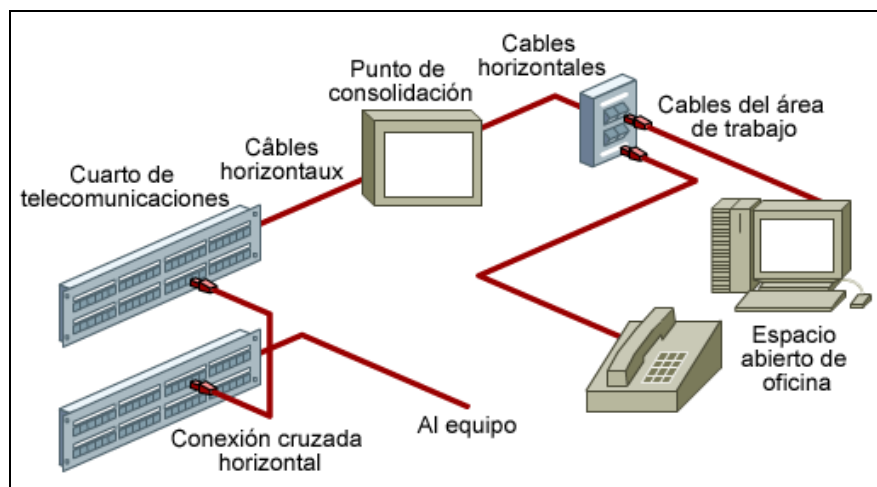 Cables
horizontales
Punto de
consolidación
Cables del área
de trabajo
Câbles
horizontaux
Cuarto de
telecomunicaciones
Espacio
abierto de
oficina
Al equipo
Conexión cruzada
horizontal